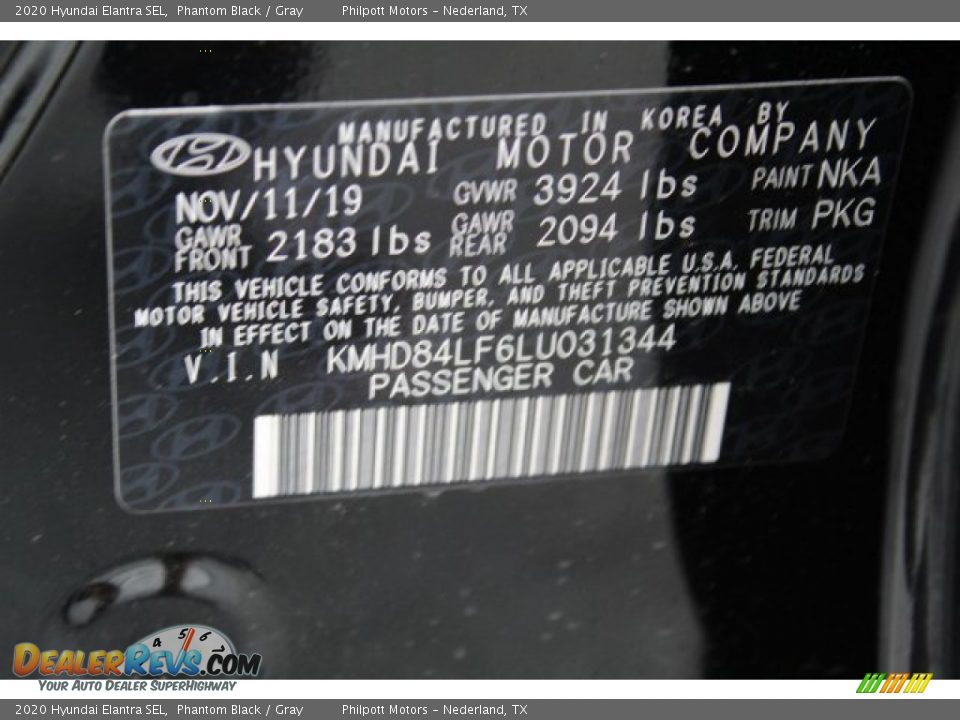 2020 Hyundai Elantra SEL, Phantom Black / Gray Philpott Motors - Nederland, TX
MANUFACTURED IN KOREA BY
HYUNDAI MOTOR COMPANY
NOV/11/19 GVWR 3924 lbs PAINT NKA
GAWR FRONT 2183 lbs GAWR REAR 2094 lbs TRIM PKG
THIS VEHICLE CONFORMS TO ALL APPLICABLE U.S.A. FEDERAL
MOTOR VEHICLE SAFETY, BUMPER, AND THEFT PREVENTION STANDARDS
IN EFFECT ON THE DATE OF MANUFACTURE SHOWN ABOVE
V.I.N KMHD84LF6LU031344
PASSENGER CAR
4 5 6
DEALERREVS.COM
YOUR AUTO DEALER SUPERHIGHWAY
2020 Hyundai Elantra SEL, Phantom Black / Gray Philpott Motors - Nederland, TX